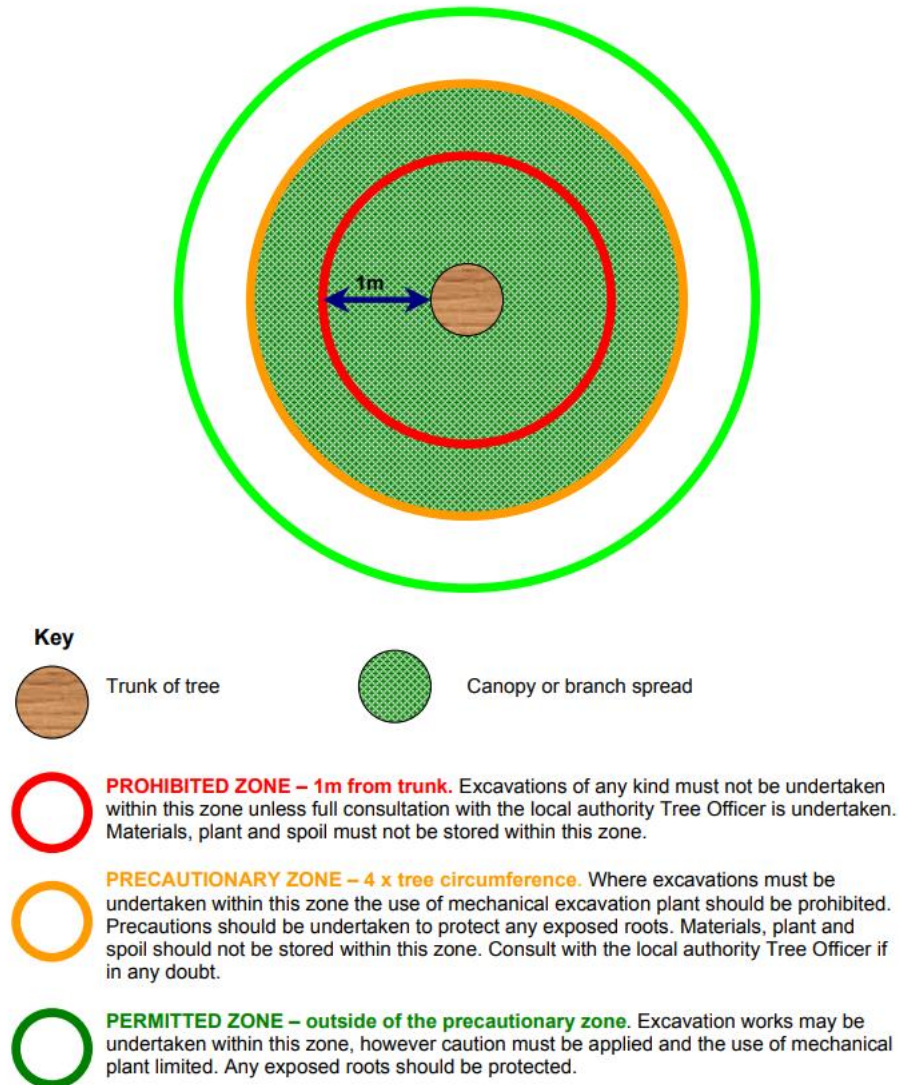 1m
Key
Trunk of tree
Canopy or branch spread
PROHIBITED ZONE – 1m from trunk. Excavations of any kind must not be undertaken
within this zone unless full consultation with the local authority Tree Officer is undertaken.
Materials, plant and spoil must not be stored within this zone.
PRECAUTIONARY ZONE – 4 x tree circumference. Where excavations must be
undertaken within this zone the use of mechanical excavation plant should be prohibited.
Precautions should be undertaken to protect any exposed roots. Materials, plant and
spoil should not be stored within this zone. Consult with the local authority Tree Officer if
in any doubt.
PERMITTED ZONE – outside of the precautionary zone. Excavation works may be
undertaken within this zone, however caution must be applied and the use of mechanical
plant limited. Any exposed roots should be protected.